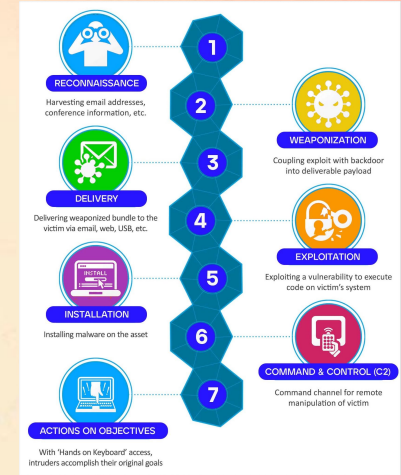 1
RECONNAISSANCE
Harvesting email addresses,
conference information, etc.
2
WEAPONIZATION
Coupling exploit with backdoor
into deliverable payload
3
DELIVERY
Delivering weaponized bundle to the
victim via email, web, USB, etc.
4
EXPLOITATION
Exploiting a vulnerability to execute
code on victim's system
5
INSTALL
INSTALLATION
Installing malware on the asset
6
COMMAND & CONTROL (C2)
Command channel for remote
manipulation of victim
7
ACTIONS ON OBJECTIVES
With 'Hands on Keyboard' access,
intruders accomplish their original goals